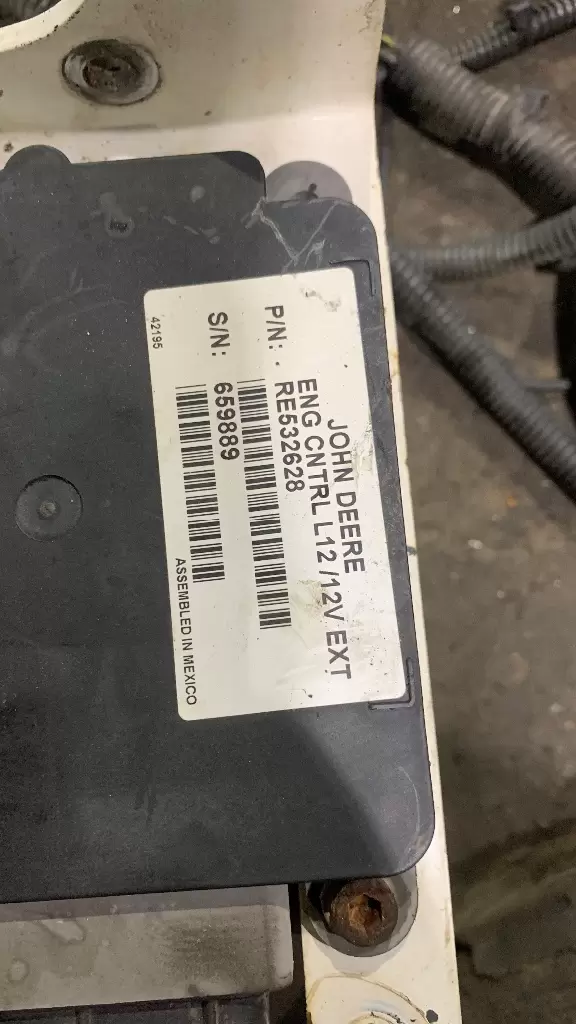 JOHN DEERE
ENG CNTRL L12 /12V EXT
P/N: RE532628
S/N: 659889
42195
ASSEMBLED IN MEXICO